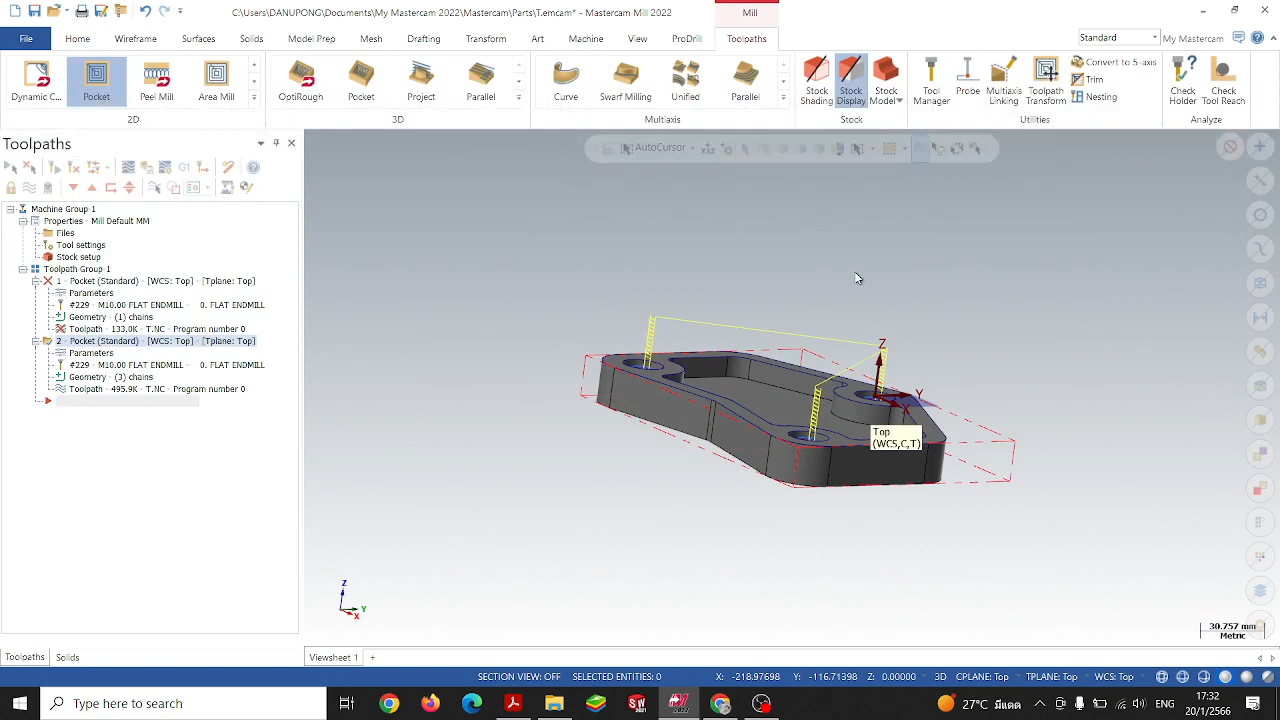 C:\Users\DANUPONG\Documents\My Mastercam 2022\Mastercam\Parts\T.emcam* - Mastercam Mill 2022
Mill
File
Home
Wireframe
Surfaces
Solids
Model Prep
Mesh
Drafting
Transform
Art
Machine
View
ProDrill
Toolpaths
Standard
My Mastercam
Dynamic C...
Pocket
Peel Mill
Area Mill
2D
OptiRough
Pocket
Project
Parallel
3D
Curve
Swarf Milling
Unified
Parallel
Multiaxis
Stock Shading
Stock Display
Stock Model
Stock
Tool Manager
Probe
Multiaxis Linking
Toolpath Transform
Convert to 5-axis
Trim
Nesting
Utilities
Check Holder
Check Tool Reach
Analyze
Toolpaths
AutoCursor
G1
Machine Group-1
Properties - Mill Default MM
Files
Tool settings
Stock setup
Toolpath Group-1
1 - Pocket (Standard) - [WCS: Top] - [Tplane: Top]
Parameters
#229 - M10.00 FLAT ENDMILL - 0. FLAT ENDMILL
Geometry - (1) chains
Toolpath - 133.0K - T.NC - Program number 0
2 - Pocket (Standard) - [WCS: Top] - [Tplane: Top]
Parameters
#229 - M10.00 FLAT ENDMILL - 0. FLAT ENDMILL
Geometry - (3) chains
Toolpath - 495.9K - T.NC - Program number 0
Z
Y
X
Top
(WCS,C,T)
Z
Y
X
30.757 mm
Metric
Toolpaths
Solids
Viewsheet 1
+
SECTION VIEW: OFF
SELECTED ENTITIES: 0
X: -218.97698
Y: -116.71398
Z: 0.00000
3D
CPLANE: TOP
TPLANE: TOP
WCS: TOP
Type here to search
SW
2021
2022
27°C มีแดด
ENG
17:32
20/1/2566